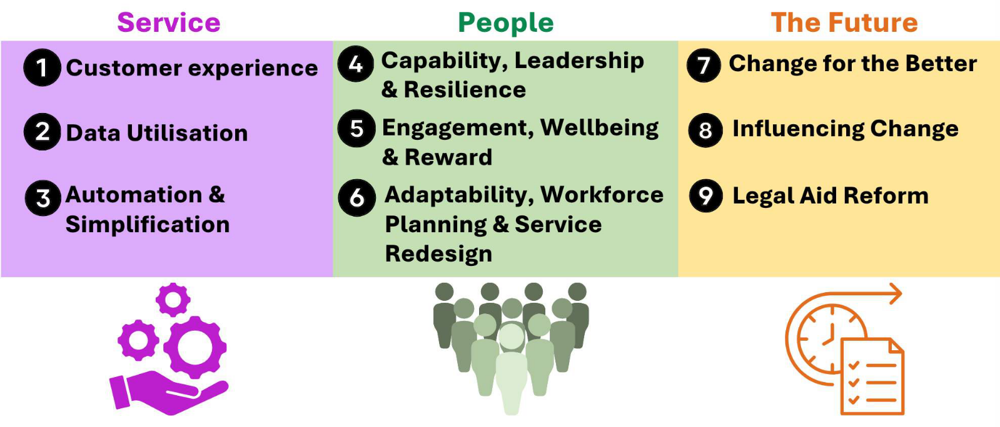 Service
1 Customer experience
2 Data Utilisation
3 Automation &
Simplification
People
4 Capability, Leadership
& Resilience
5 Engagement, Wellbeing
& Reward
6 Adaptability, Workforce
Planning & Service
Redesign
The Future
7 Change for the Better
8 Influencing Change
9 Legal Aid Reform